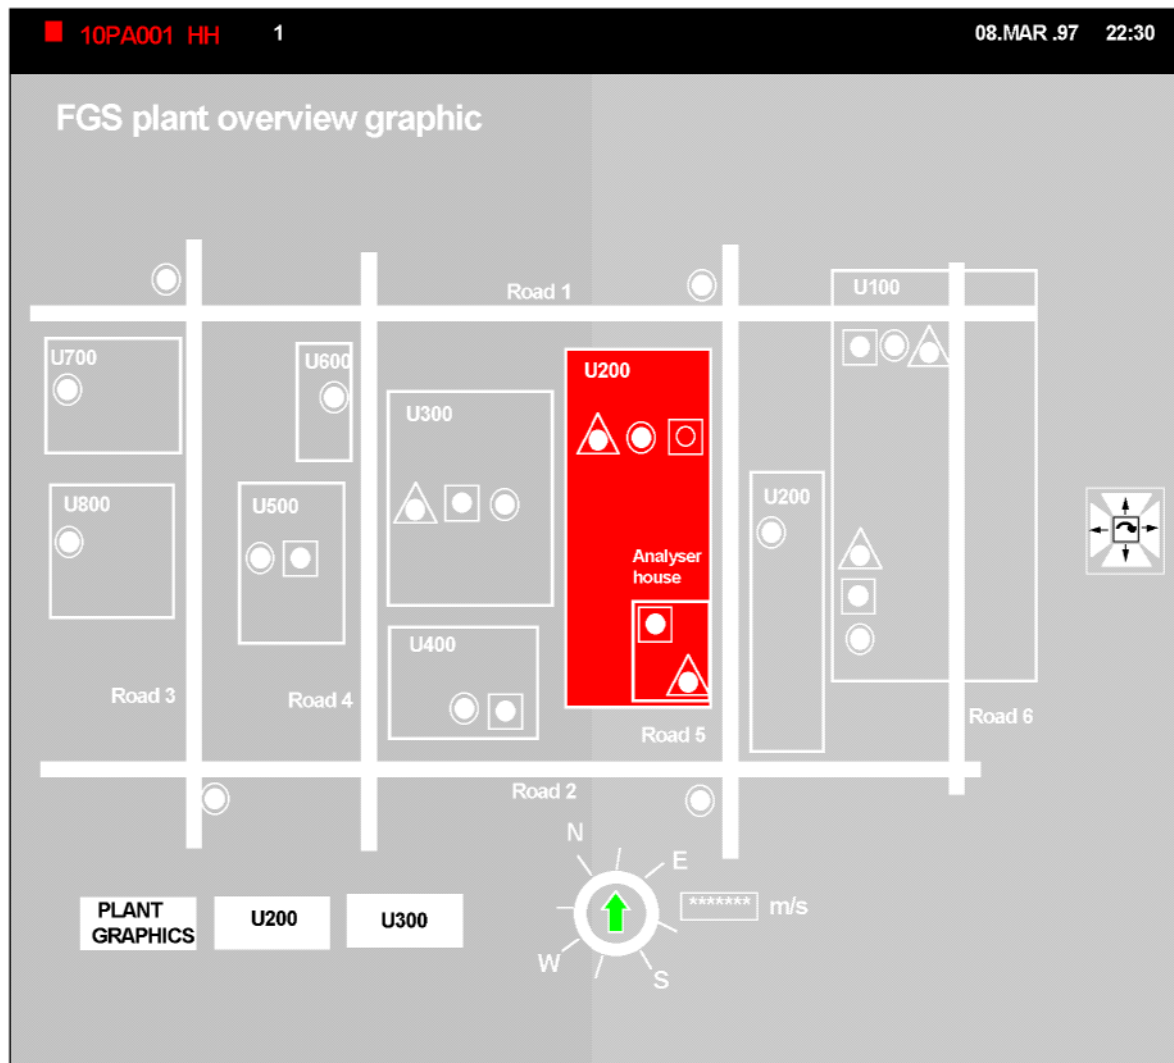 10PA001 HH 1 08.MAR .97 22:30
FGS plant overview graphic
Road 1
U100
U700
U600
U200
U300
U800
U500
U200
Analyser
house
U400
Road 3
Road 4
Road 5
Road 6
Road 2
N
E
******* m/s
W
S
PLANT
GRAPHICS
U200
U300